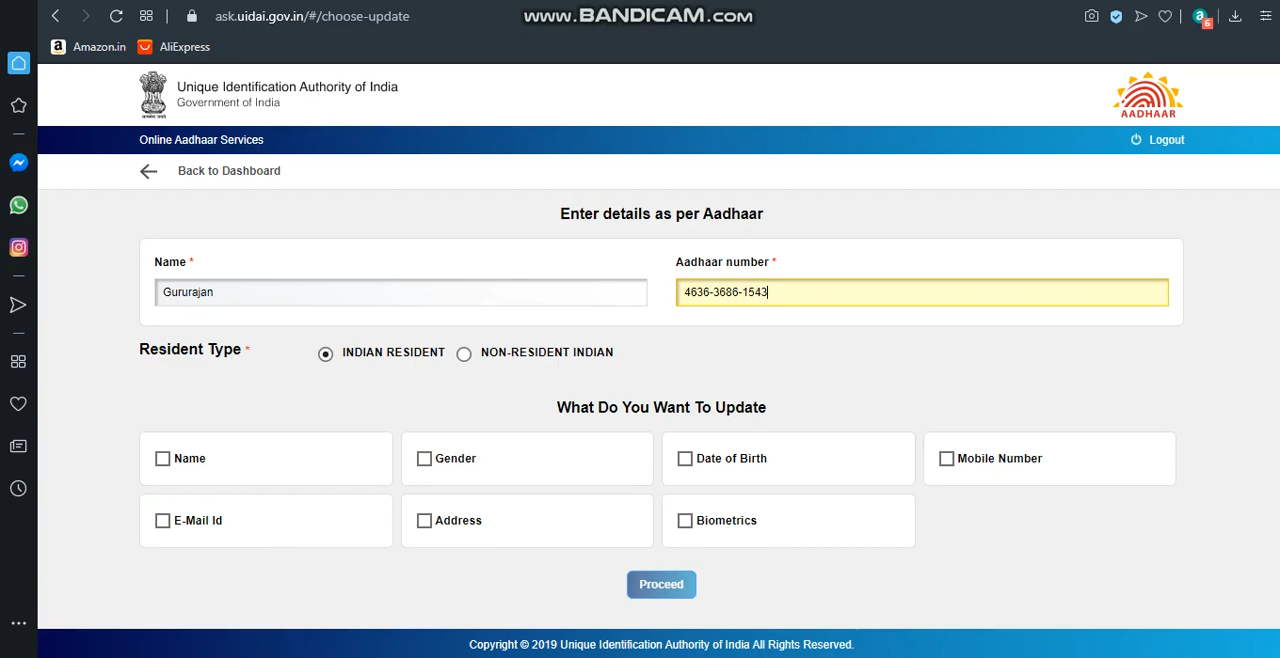 ask.uidai.gov.in/#/choose-update
www.BANDICAM.com
6
Amazon.in
AliExpress
Unique Identification Authority of India
Government of India
AADHAAR
Online Aadhaar Services
Logout
Back to Dashboard
Enter details as per Aadhaar
Name *
Aadhaar number *
Gururajan
4636-3686-1543
Resident Type *
INDIAN RESIDENT
NON-RESIDENT INDIAN
What Do You Want To Update
Name
Gender
Date of Birth
Mobile Number
E-Mail Id
Address
Biometrics
Proceed
Copyright © 2019 Unique Identification Authority of India All Rights Reserved.